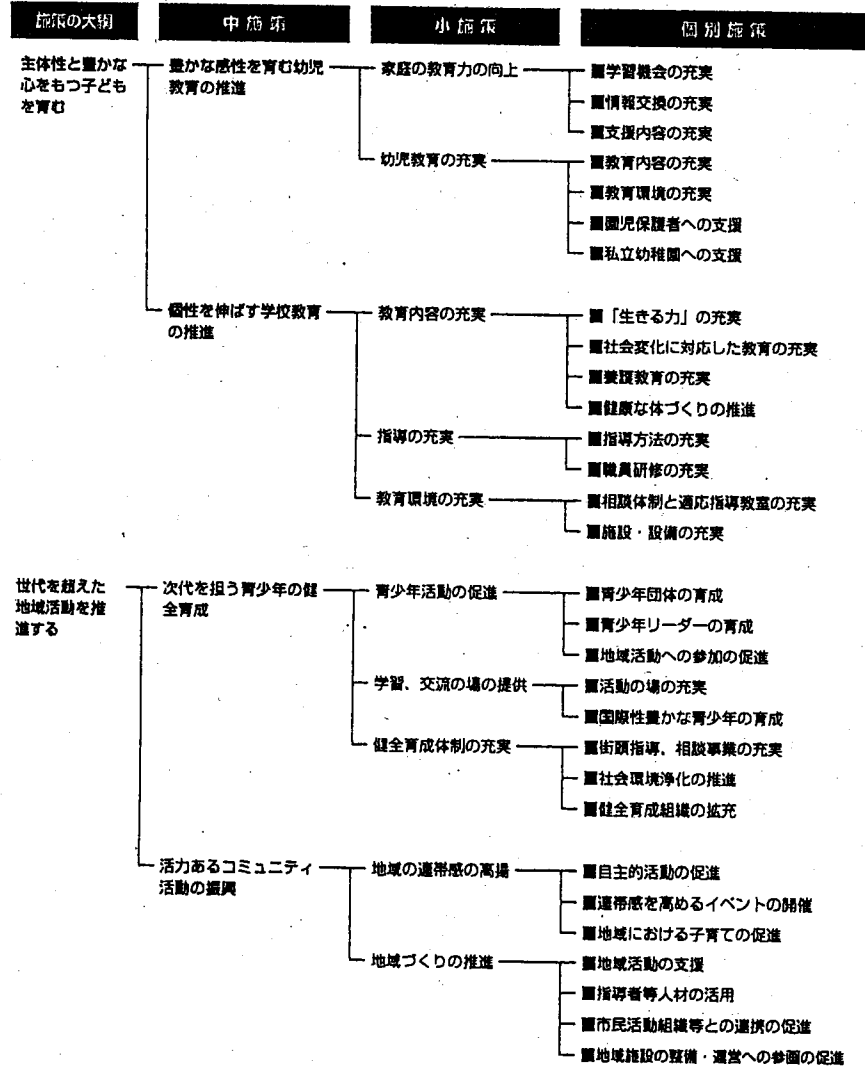 施策の大綱 中施策 小施策 個別施策
主体性と豊かな
心をもつ子ども
を育む
豊かな感性を育む幼児
教育の推進
家庭の教育力の向上
■学習機会の充実
■情報交換の充実
■支援内容の充実
幼児教育の充実
■教育内容の充実
■教育環境の充実
■園児保護者への支援
■私立幼稚園への支援
個性を伸ばす学校教育
の推進
教育内容の充実
■「生きる力」の充実
■社会変化に対応した教育の充実
■養護教育の充実
■健康な体づくりの推進
指導の充実
■指導方法の充実
■職員研修の充実
教育環境の充実
■相談体制と適応指導教室の充実
■施設・設備の充実
世代を超えた
地域活動を推
進する
次代を担う青少年の健
全育成
青少年活動の促進
■青少年団体の育成
■青少年リーダーの育成
■地域活動への参加の促進
学習、交流の場の提供
■活動の場の充実
■国際性豊かな青少年の育成
健全育成体制の充実
■街頭指導、相談事業の充実
■社会環境浄化の推進
■健全育成組織の拡充
活力あるコミュニティ
活動の振興
地域の連帯感の高揚
■自主的活動の促進
■連帯感を高めるイベントの開催
■地域における子育ての促進
地域づくりの推進
■地域活動の支援
■指導者等人材の活用
■市民活動組織等との連携の促進
■地域施設の整備・運営への参画の促進